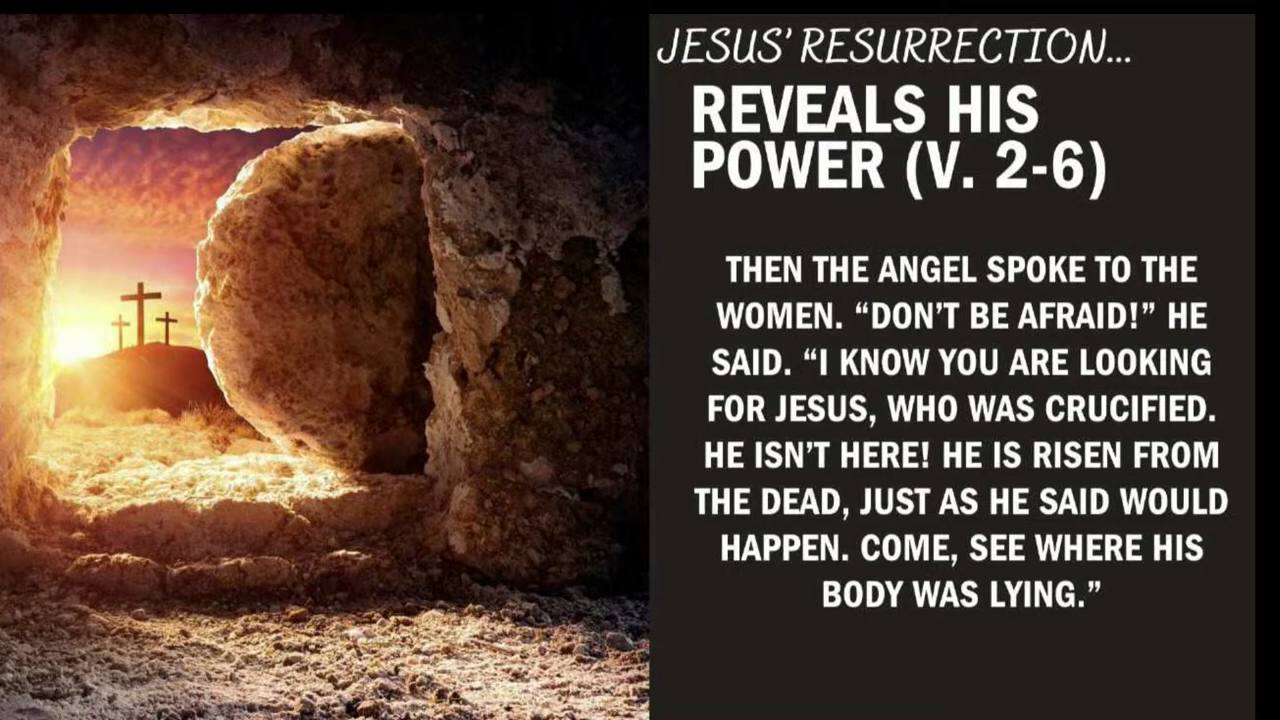 JESUS' RESURRECTION...
REVEALS HIS
POWER (V. 2-6)
THEN THE ANGEL SPOKE TO THE
WOMEN. “DON'T BE AFRAID!” HE
SAID. “I KNOW YOU ARE LOOKING
FOR JESUS, WHO WAS CRUCIFIED.
HE ISN'T HERE! HE IS RISEN FROM
THE DEAD, JUST AS HE SAID WOULD
HAPPEN. COME, SEE WHERE HIS
BODY WAS LYING.”